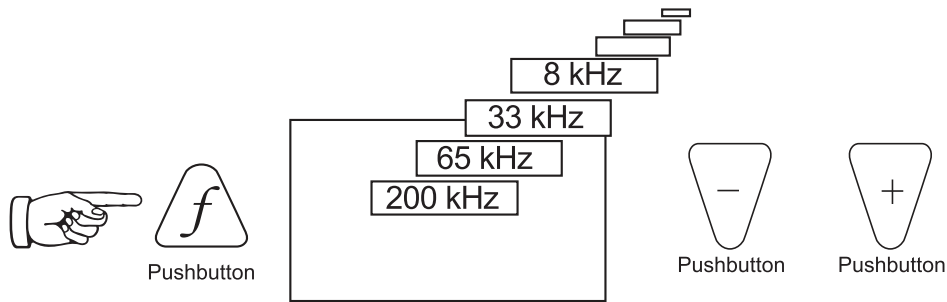 8 kHz
33 kHz
65 kHz
200 kHz
f
Pushbutton
−
Pushbutton
+
Pushbutton